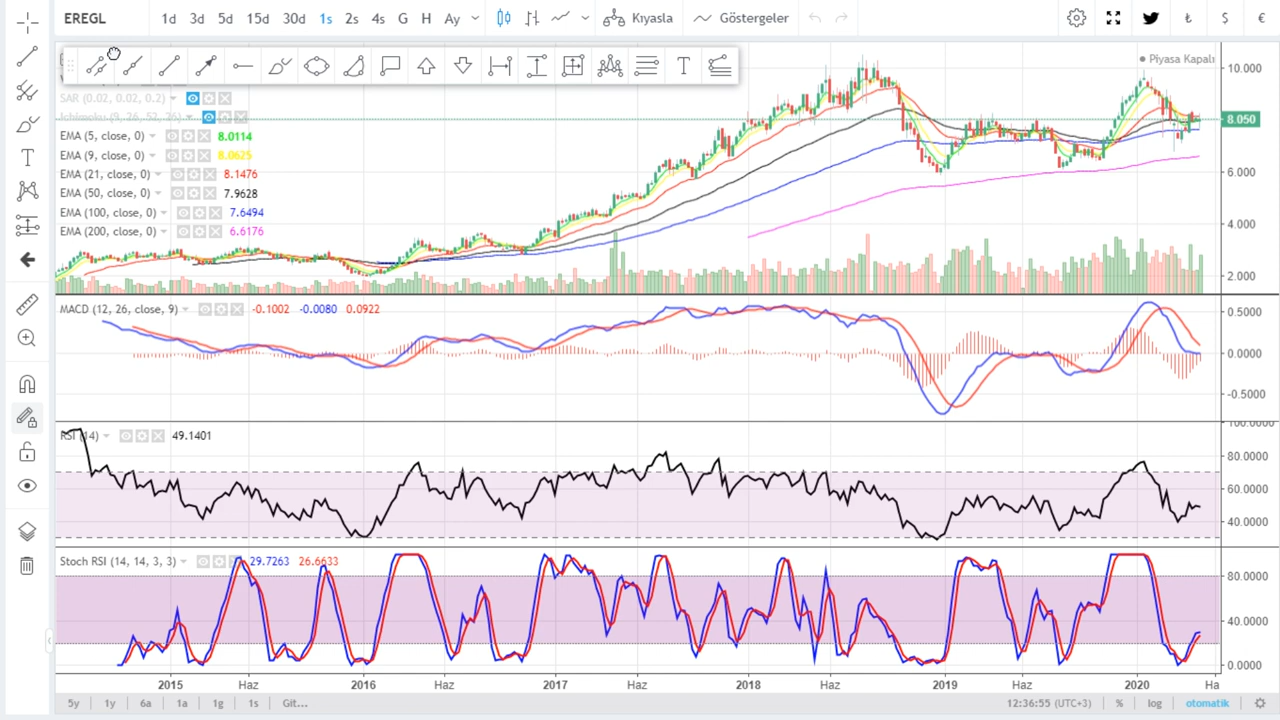 EREGL 1d 3d 5d 15d 30d 1s 2s 4s G H Ay Kıyasla Göstergeler ₺ $ €
T
Piyasa Kapalı
SAR (0.02, 0.02, 0.2)
Ichimoku (9, 26, 52, 26)
EMA (5, close, 0) 8.0114
EMA (9, close, 0) 8.0625
EMA (21, close, 0) 8.1476
EMA (50, close, 0) 7.9628
EMA (100, close, 0) 7.6494
EMA (200, close, 0) 6.6176
10.000
8.050
6.000
4.000
2.000
MACD (12, 26, close, 9) -0.1002 -0.0080 0.0922
0.5000
0.0000
-0.5000
RSI (14) 49.1401
100.0000
80.0000
60.0000
40.0000
Stoch RSI (14, 14, 3, 3) 29.7263 26.6633
80.0000
40.0000
0.0000
2015 Haz 2016 Haz 2017 Haz 2018 Haz 2019 Haz 2020 Ha
5y 1y 6a 1a 1g 1s Git... 12:36:55 (UTC+3) % log otomatik